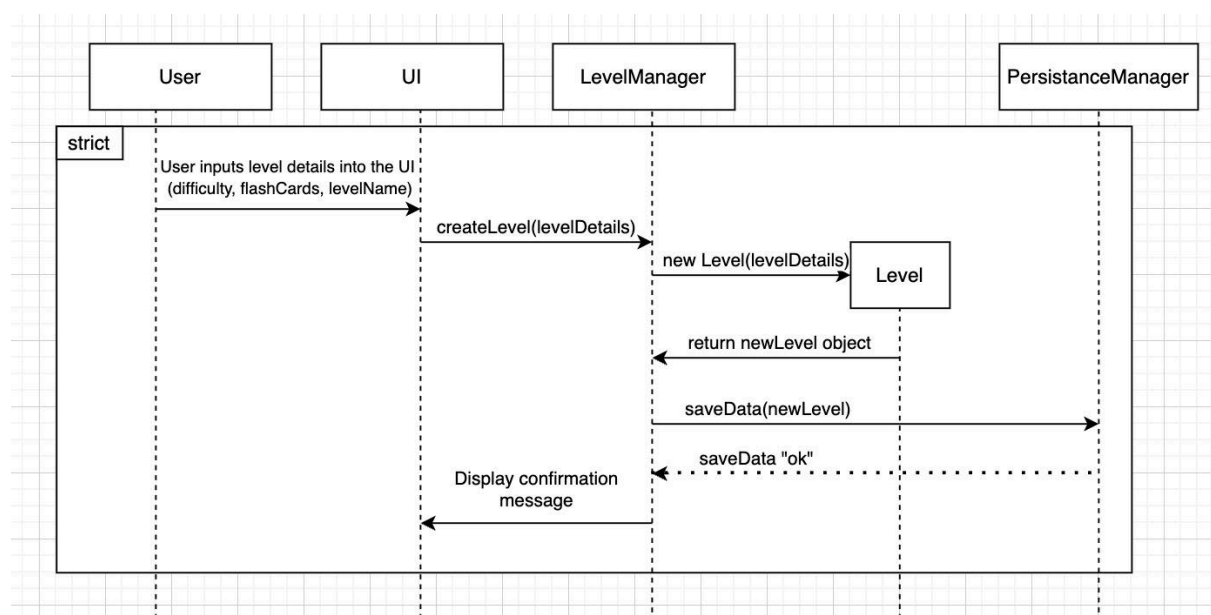 User
UI
LevelManager
PersistanceManager
strict
User inputs level details into the UI
(difficulty, flashCards, levelName)
createLevel(levelDetails)
new Level(levelDetails)
Level
return newLevel object
saveData(newLevel)
saveData "ok"
Display confirmation
message